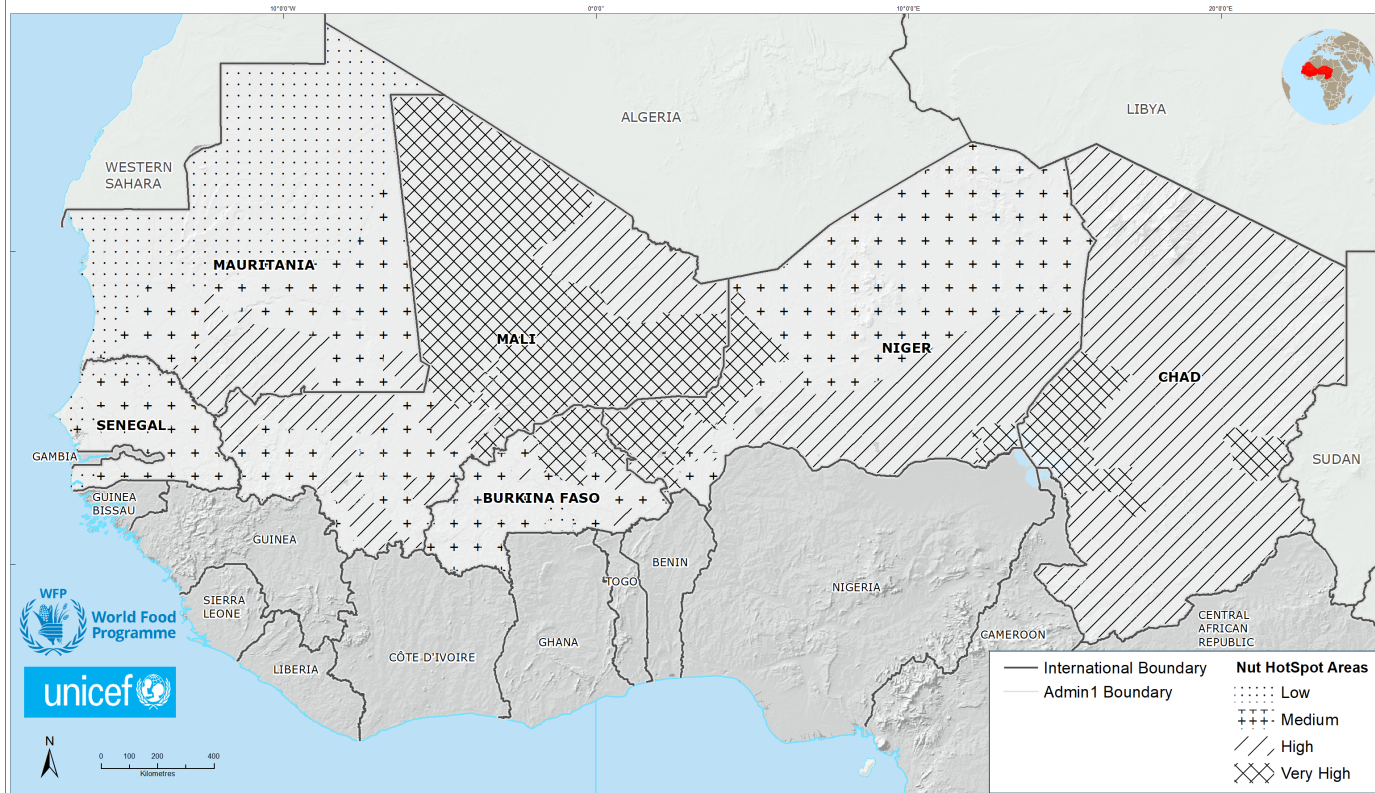 10°0'0"W
0°0'0"
10°0'0"E
20°0'0"E
ALGERIA
LIBYA
WESTERN
SAHARA
MAURITANIA
MALI
NIGER
CHAD
SENEGAL
GAMBIA
SUDAN
GUINEA
BISSAU
BURKINA FASO
GUINEA
BENIN
TOGO
NIGERIA
SIERRA
LEONE
GHANA
CÔTE D'IVOIRE
LIBERIA
CAMEROON
CENTRAL
AFRICAN
REPUBLIC
WFP
World Food
Programme
unicef
N
0 100 200 400
Kilometres
International Boundary
Admin1 Boundary
Nut HotSpot Areas
Low
Medium
High
Very High